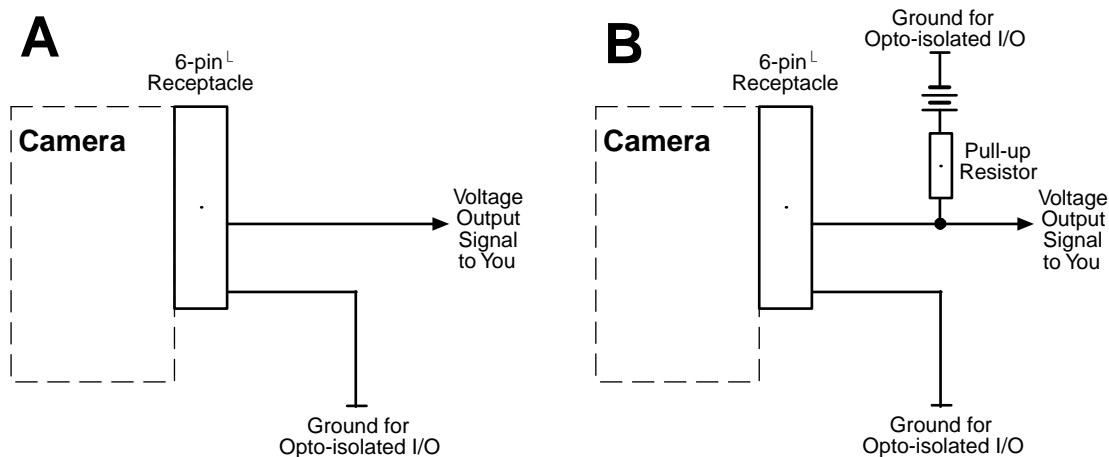 A
6-pin
Receptacle
Camera
Voltage
Output
Signal
to You
Ground for
Opto-isolated I/O
B
Ground for
Opto-isolated I/O
6-pin
Receptacle
Camera
Pull-up
Resistor
Voltage
Output
Signal
to You
Ground for
Opto-isolated I/O